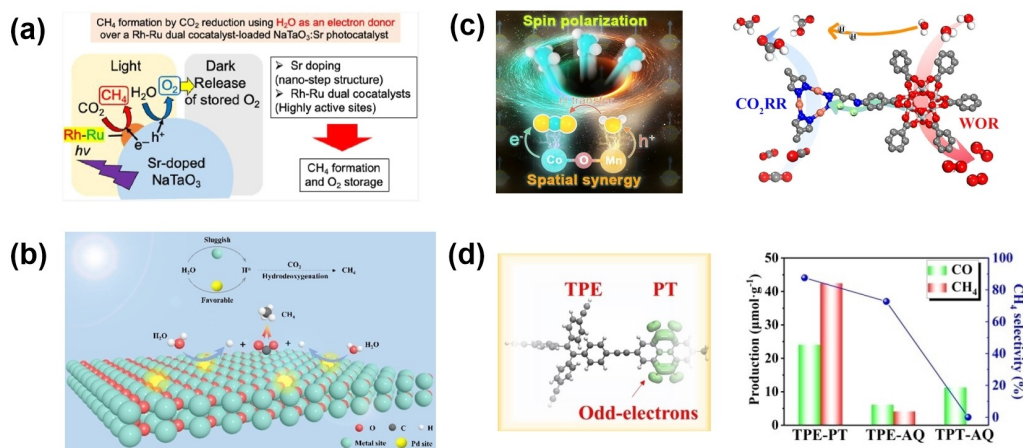 (a)
CH₄ formation by CO₂ reduction using H₂O as an electron donor
over a Rh-Ru dual cocatalyst-loaded NaTaO₃:Sr photocatalyst
Light
Dark
Release
of stored O₂
CO₂
CH₄
H₂O
O₂
Rh-Ru
hν
e⁻
h⁺
Sr-doped
NaTaO₃
➢ Sr doping
(nano-step structure)
➢ Rh-Ru dual cocatalysts
(Highly active sites)
CH₄ formation
and O₂ storage
(b)
Sluggish
H₂O
H*
CO₂
Hydrodeoxygenation
CH₄
Favorable
CH₄
H₂O
+
+
H₂O
O
C
H
Metal site
Pd site
(c)
Spin polarization
e⁻
h⁺
Co
O
Mn
Spatial synergy
CO₂RR
WOR
(d)
TPE
PT
Odd-electrons
Production (μmol·g⁻¹)
50
40
30
20
10
0
CO
CH₄
100
80
60
40
20
0
CH₄ selectivity (%)
TPE-PT
TPE-AQ
TPT-AQ